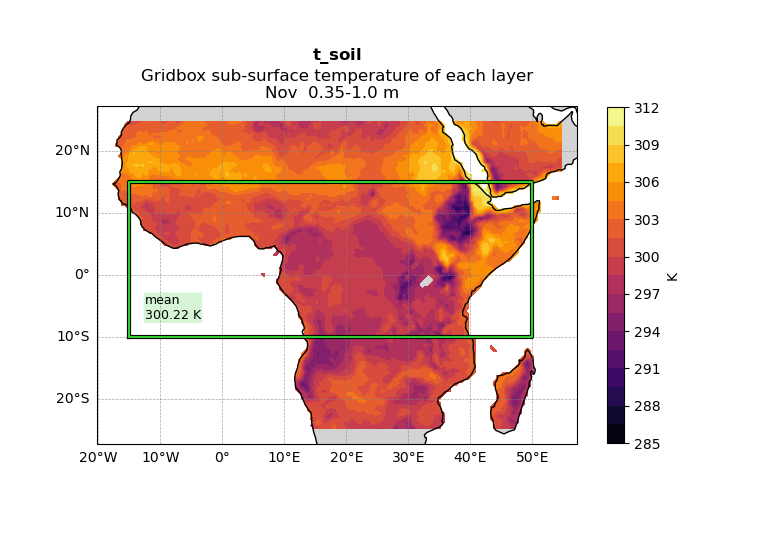 t_soil
Gridbox sub-surface temperature of each layer
Nov  0.35-1.0 m
20°N
10°N
0°
10°S
20°S
20°W
10°W
0°
10°E
20°E
30°E
40°E
50°E
mean
300.22 K
312
309
306
303
300
297
294
291
288
285
K